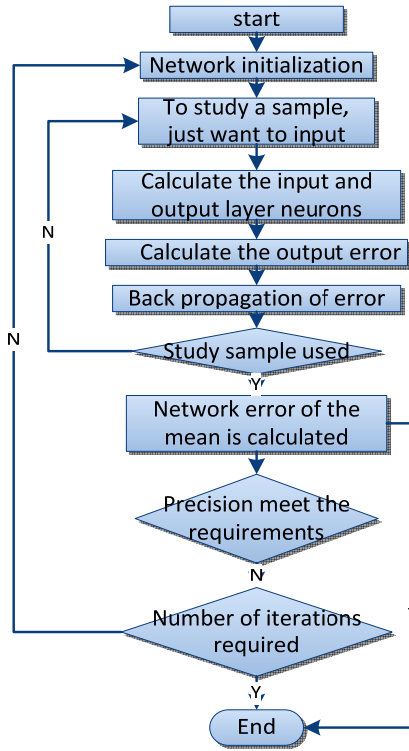 start
Network initialization
To study a sample,
just want to input
Calculate the input and
output layer neurons
Calculate the output error
Back propagation of error
Study sample used
N
Y
Network error of the
mean is calculated
Precision meet the
requirements
N
N
Number of iterations
required
Y
End